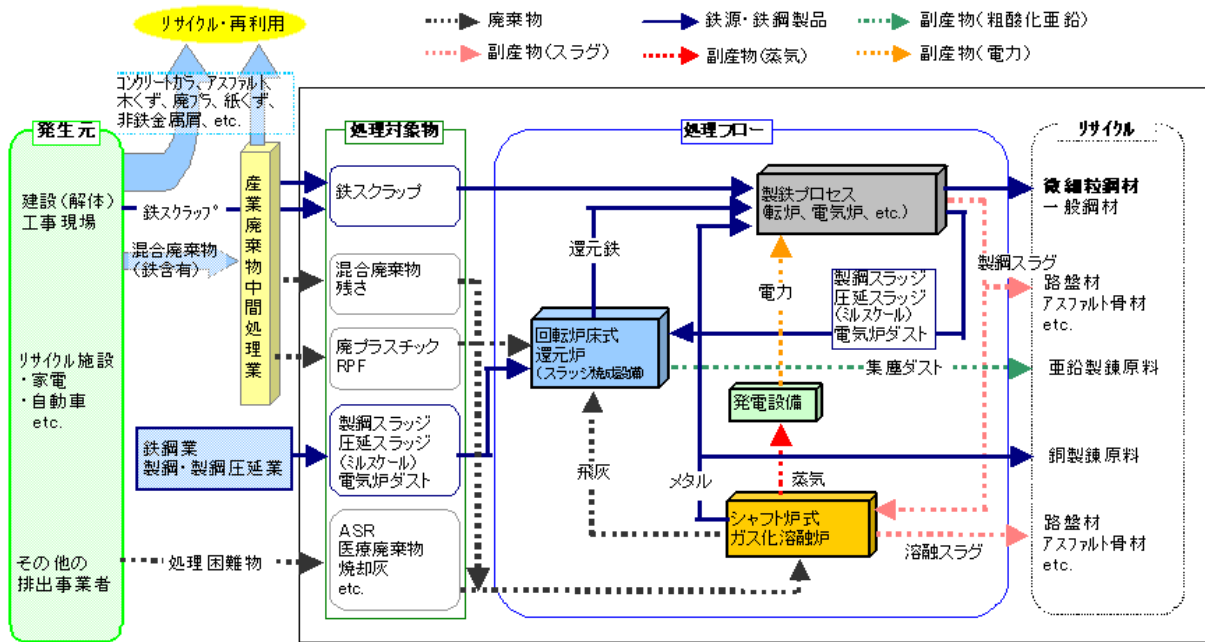 リサイクル・再利用
廃棄物
鉄源・鉄鋼製品
副産物(粗酸化亜鉛)
副産物(スラグ)
副産物(蒸気)
副産物(電力)
コンクリートガラ、アスファルト、
木くず、廃プラ、紙くず、
非鉄金属屑、etc.
発生元
建設(解体)
工事現場
リサイクル施設
・家電
・自動車
etc.
その他の
排出事業者
鉄スクラップ
混合廃棄物
(鉄含有)
産業廃棄物中間処理業
鉄鋼業
製鋼・製鋼圧延業
処理困難物
処理対象物
鉄スクラップ
混合廃棄物
残さ
廃プラスチック
RPF
製鋼スラッジ
圧延スラッジ
(ミルスケール)
電気炉ダスト
ASR
医療廃棄物
焼却灰
etc.
処理フロー
製鉄プロセス
(転炉、電気炉、etc.)
還元鉄
電力
製鋼スラッジ
圧延スラッジ
(ミルスケール)
電気炉ダスト
製鋼スラグ
回転炉床式
還元炉
(スラッジ焼成設備)
集塵ダスト
発電設備
飛灰
メタル
蒸気
シャフト炉式
ガス化溶融炉
溶融スラグ
リサイクル
微細粒鋼材
一般鋼材
路盤材
アスファルト骨材
etc.
亜鉛製錬原料
銅製錬原料
路盤材
アスファルト骨材
etc.